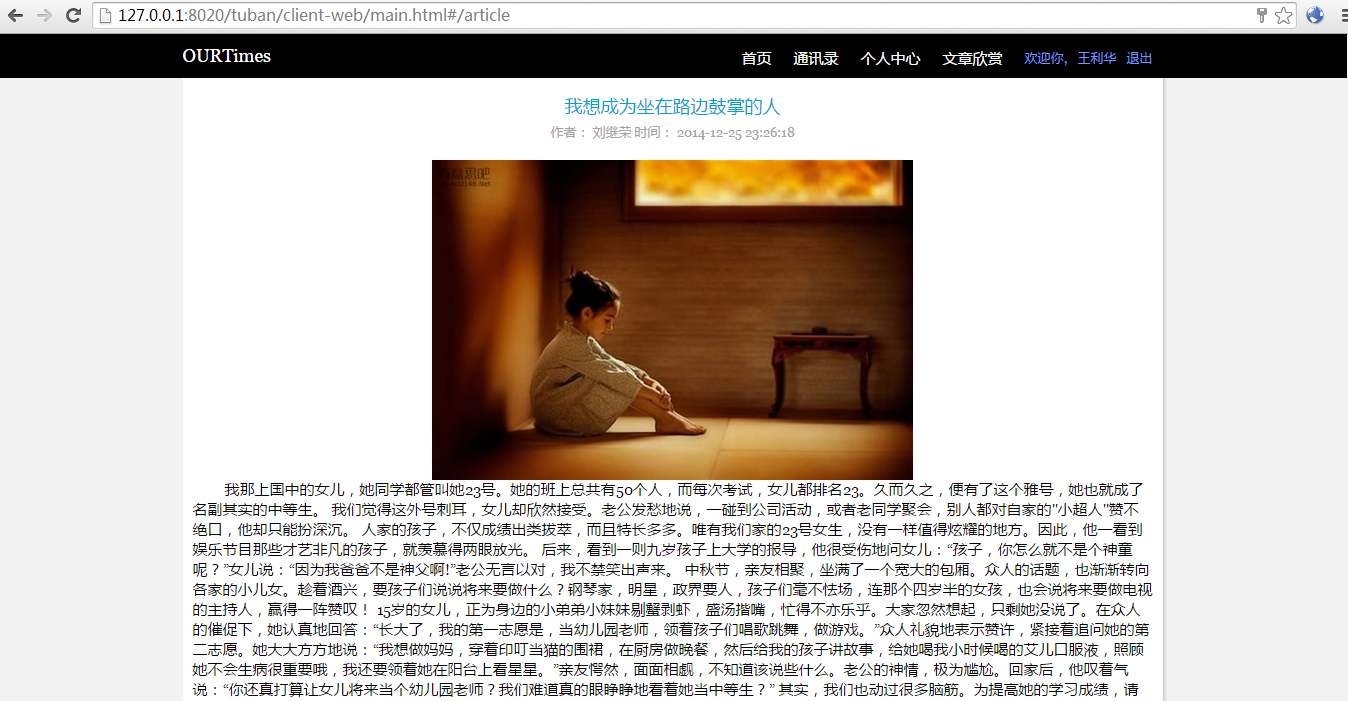 127.0.0.1:8020/tuban/client-web/main.html#/article
OURTimes 首页 通讯录 个人中心 文章欣赏 欢迎你, 王利华 退出
我想成为坐在路边鼓掌的人
作者： 刘继荣 时间： 2014-12-25 23:26:18
我那上国中的女儿，她同学都管叫她23号。她的班上总共有50个人，而每次考试，女儿都排名23。久而久之，便有了这个雅号，她也就成了
名副其实的中等生。 我们觉得这外号刺耳，女儿却欣然接受。老公发愁地说，一碰到公司活动，或者老同学聚会，别人都对自家的"小超人"赞不
绝口，他却只能扮深沉。 人家的孩子，不仅成绩出类拔萃，而且特长多多。唯有我们家的23号女生，没有一样值得炫耀的地方。因此，他一看到
娱乐节目那些才艺非凡的孩子，就羡慕得两眼放光。 后来，看到一则九岁孩子上大学的报导，他很受伤地问女儿：“孩子，你怎么就不是个神童
呢？”女儿说：“因为我爸爸不是神父啊!”老公无言以对，我不禁笑出声来。 中秋节，亲友相聚，坐满了一个宽大的包厢。众人的话题，也渐渐转向
各家的小儿女。趁着酒兴，要孩子们说说将来要做什么？钢琴家，明星，政界要人，孩子们毫不怯场，连那个四岁半的女孩，也会说将来要做电视
的主持人，赢得一阵赞叹！ 15岁的女儿，正为身边的小弟弟小妹妹剔蟹剥虾，盛汤揩嘴，忙得不亦乐乎。大家忽然想起，只剩她没说了。在众人
的催促下，她认真地回答：“长大了，我的第一志愿是，当幼儿园老师，领着孩子们唱歌跳舞，做游戏。”众人礼貌地表示赞许，紧接着追问她的第
二志愿。她大大方方地说：“我想做妈妈，穿着印叮当猫的围裙，在厨房做晚餐，然后给我的孩子讲故事，给她喝我小时候喝的艾儿口服液，照顾
她不会生病很重要哦，我还要领着她在阳台上看星星。”亲友愕然，面面相觑，不知道该说些什么。老公的神情，极为尴尬。回家后，他叹着气
说：“你还真打算让女儿将来当个幼儿园老师？我们难道真的眼睁睁地看着她当中等生？” 其实，我们也动过很多脑筋。为提高她的学习成绩，请